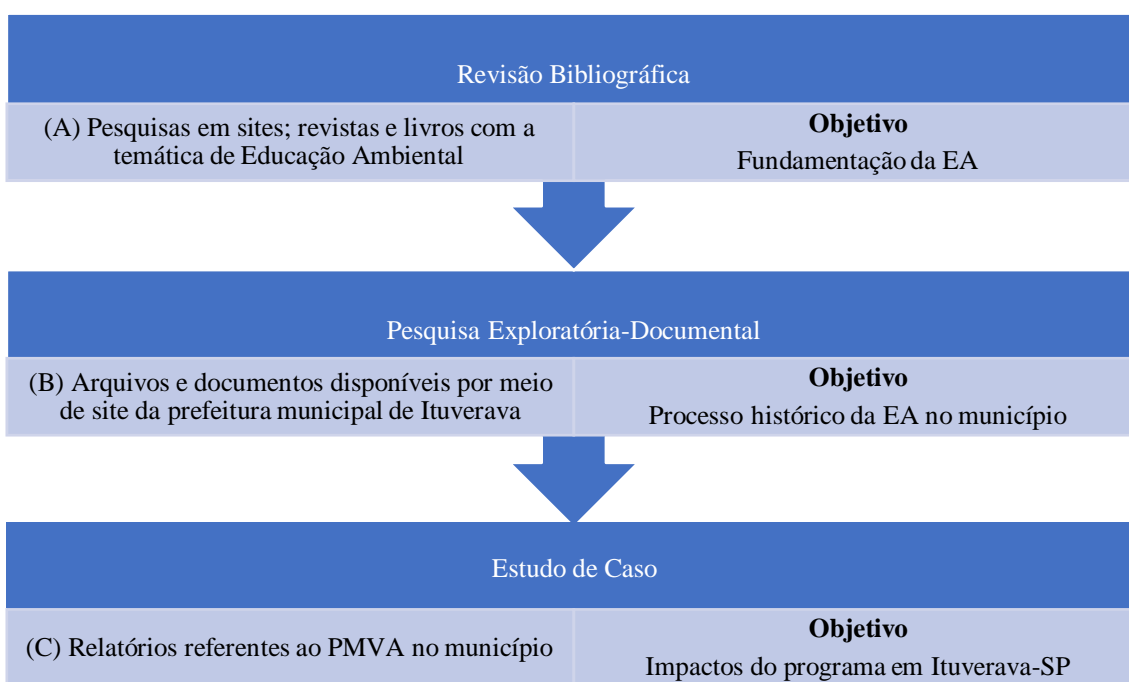 Revisão Bibliográfica
(A) Pesquisas em sites; revistas e livros com a
temática de Educação Ambiental
Objetivo
Fundamentação da EA
Pesquisa Exploratória-Documental
(B) Arquivos e documentos disponíveis por meio
de site da prefeitura municipal de Ituverava
Objetivo
Processo histórico da EA no município
Estudo de Caso
(C) Relatórios referentes ao PMVA no município
Objetivo
Impactos do programa em Ituverava-SP